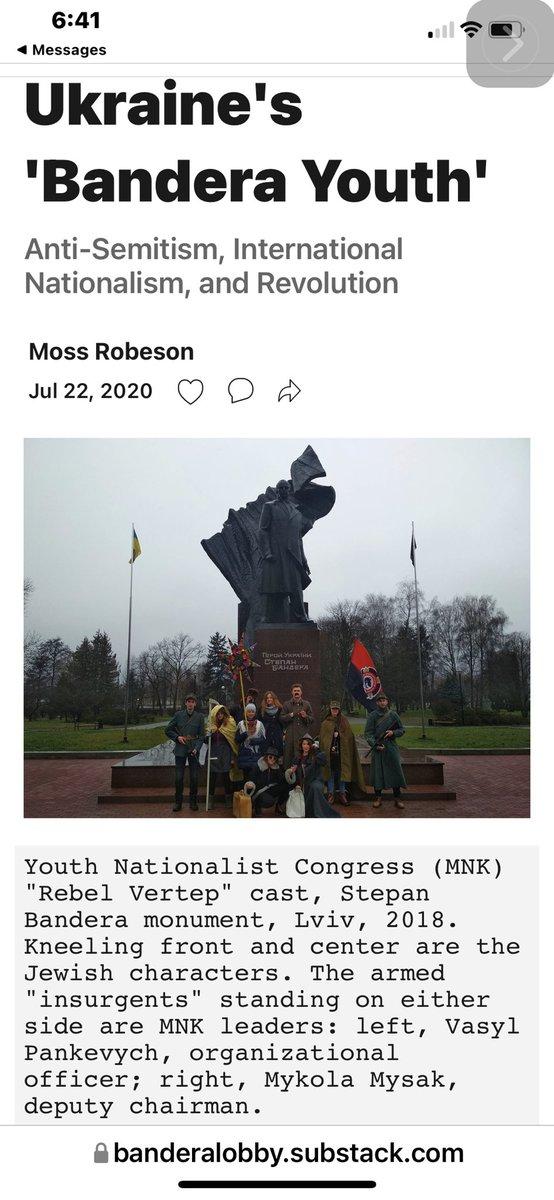 6:41
◄ Messages
Ukraine's
'Bandera Youth'
Anti-Semitism, International
Nationalism, and Revolution
Moss Robeson
Jul 22, 2020
ГЕРОЙ УКРАЇНИ
СТЕПАН
БАНДЕРА
Youth Nationalist Congress (MNK)
"Rebel Vertep" cast, Stepan
Bandera monument, Lviv, 2018.
Kneeling front and center are the
Jewish characters. The armed
"insurgents" standing on either
side are MNK leaders: left, Vasyl
Pankevych, organizational
officer; right, Mykola Mysak,
deputy chairman.
banderalobby.substack.com